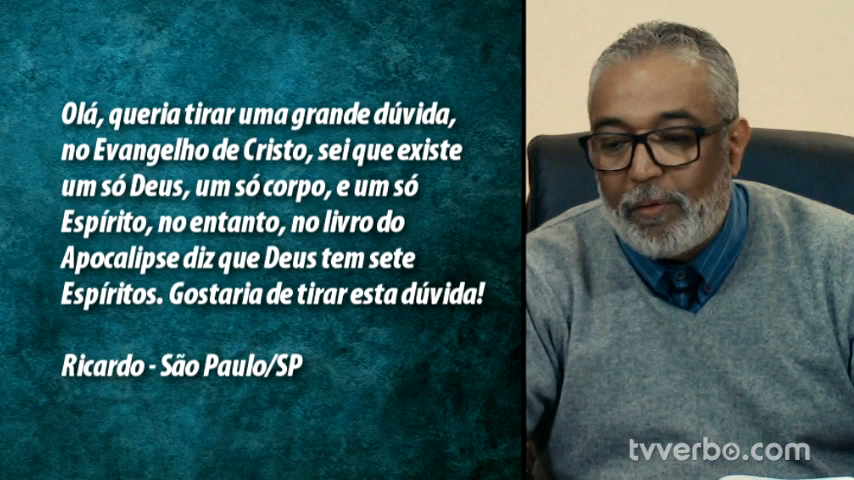 Olá, queria tirar uma grande dúvida,
no Evangelho de Cristo, sei que existe
um só Deus, um só corpo, e um só
Espírito, no entanto, no livro do
Apocalipse diz que Deus tem sete
Espíritos. Gostaria de tirar esta dúvida!
Ricardo - São Paulo/SP
tvverbo.com